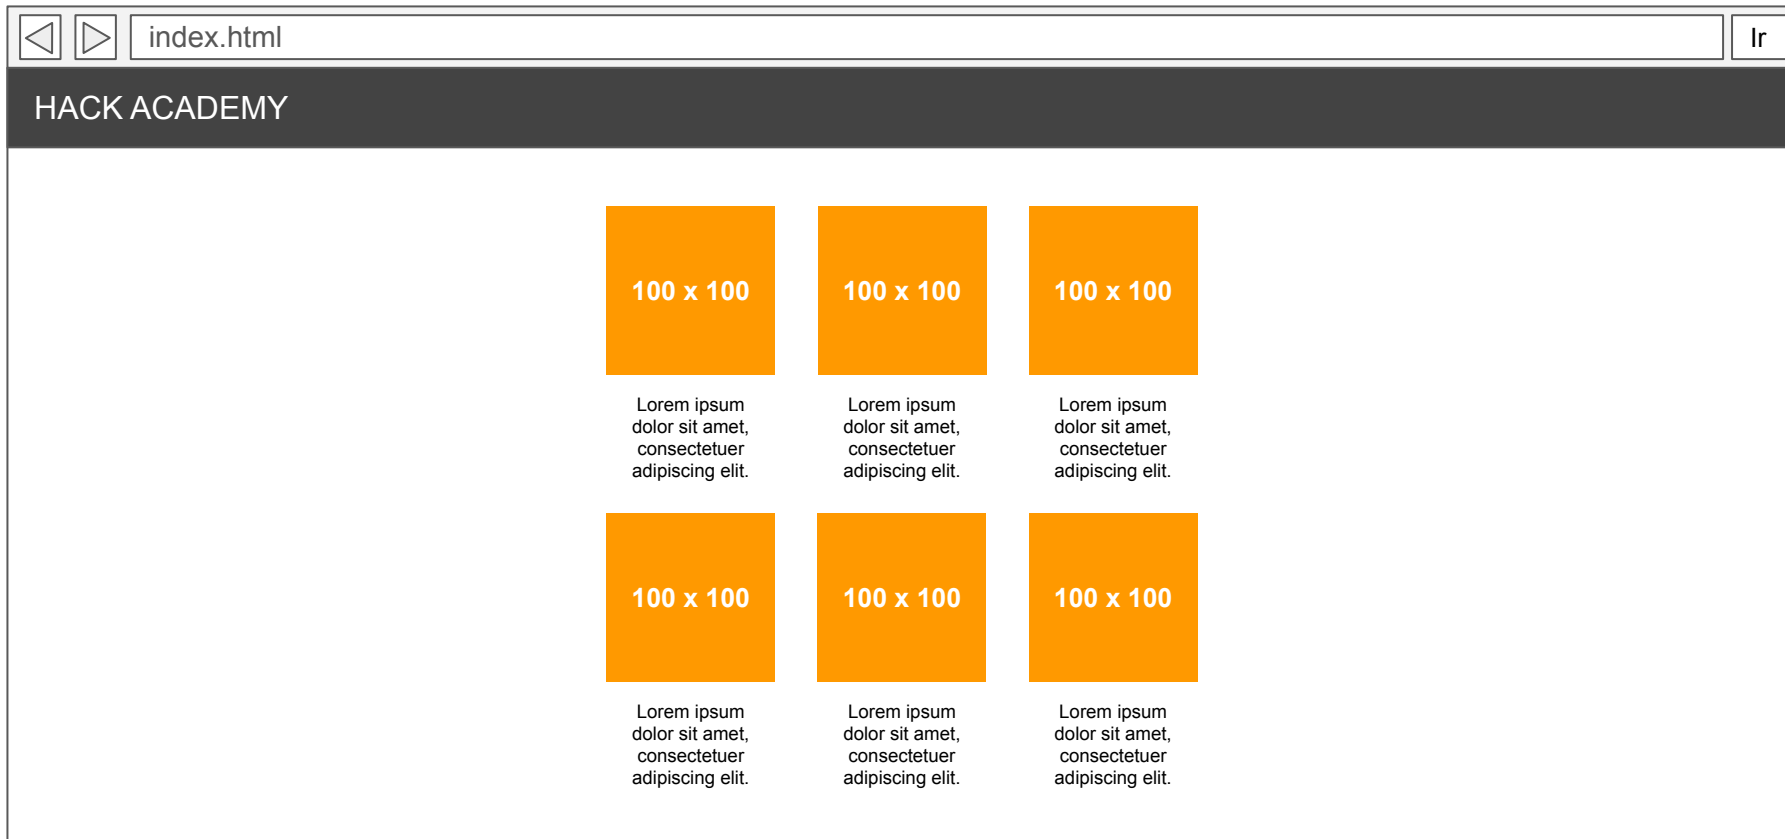 index.html
Ir
HACK ACADEMY
100 x 100
100 x 100
100 x 100
Lorem ipsum
dolor sit amet,
consectetuer
adipiscing elit.
Lorem ipsum
dolor sit amet,
consectetuer
adipiscing elit.
Lorem ipsum
dolor sit amet,
consectetuer
adipiscing elit.
100 x 100
100 x 100
100 x 100
Lorem ipsum
dolor sit amet,
consectetuer
adipiscing elit.
Lorem ipsum
dolor sit amet,
consectetuer
adipiscing elit.
Lorem ipsum
dolor sit amet,
consectetuer
adipiscing elit.